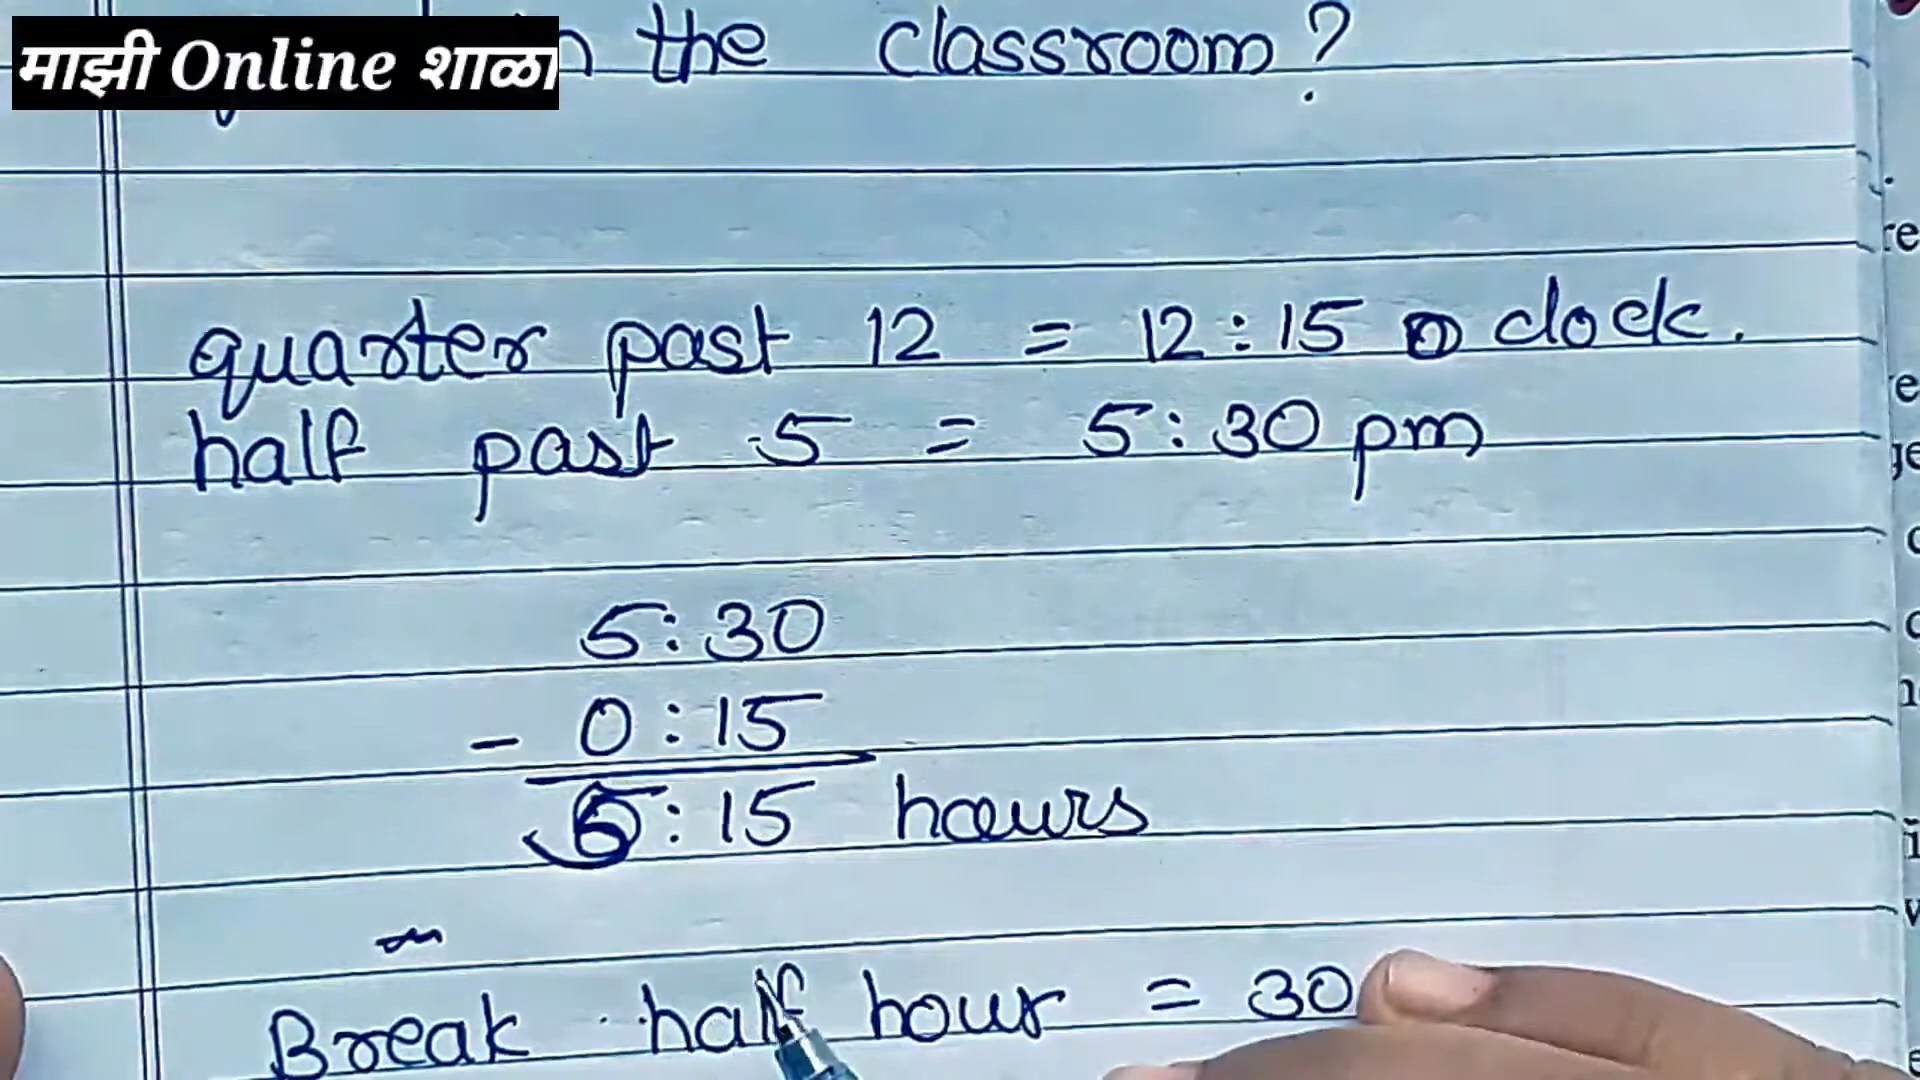 माझी Online शाळा
the classroom?
quarter past 12 = 12:15 o clock.
half past 5 = 5:30 pm
5:30
- 0:15
5:15 hours
Break half hour = 30